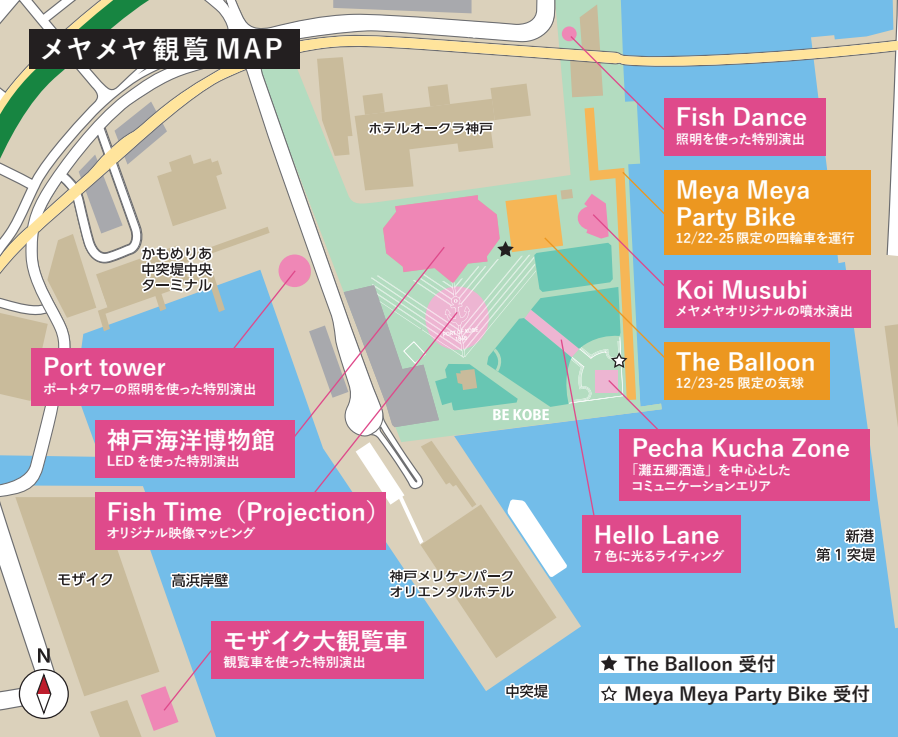 メヤメヤ観覧 MAP
ホテルオークラ神戸
Fish Dance
照明を使った特別演出
Meya Meya
Party Bike
12/22-25 限定の四輪車を運行
かもめりあ
中突堤中央
ターミナル
Koi Musubi
メヤメヤオリジナルの噴水演出
Port tower
ポートタワーの照明を使った特別演出
The Balloon
12/23-25 限定の気球
BE KOBE
神戸海洋博物館
LED を使った特別演出
Pecha Kucha Zone
「灘五郷酒造」を中心とした
コミュニケーションエリア
Fish Time（Projection）
オリジナル映像マッピング
Hello Lane
7 色に光るライティング
新港
第 1 突堤
モザイク
高浜岸壁
神戸メリケンパーク
オリエンタルホテル
モザイク大観覧車
観覧車を使った特別演出
N
中突堤
★ The Balloon 受付
☆ Meya Meya Party Bike 受付